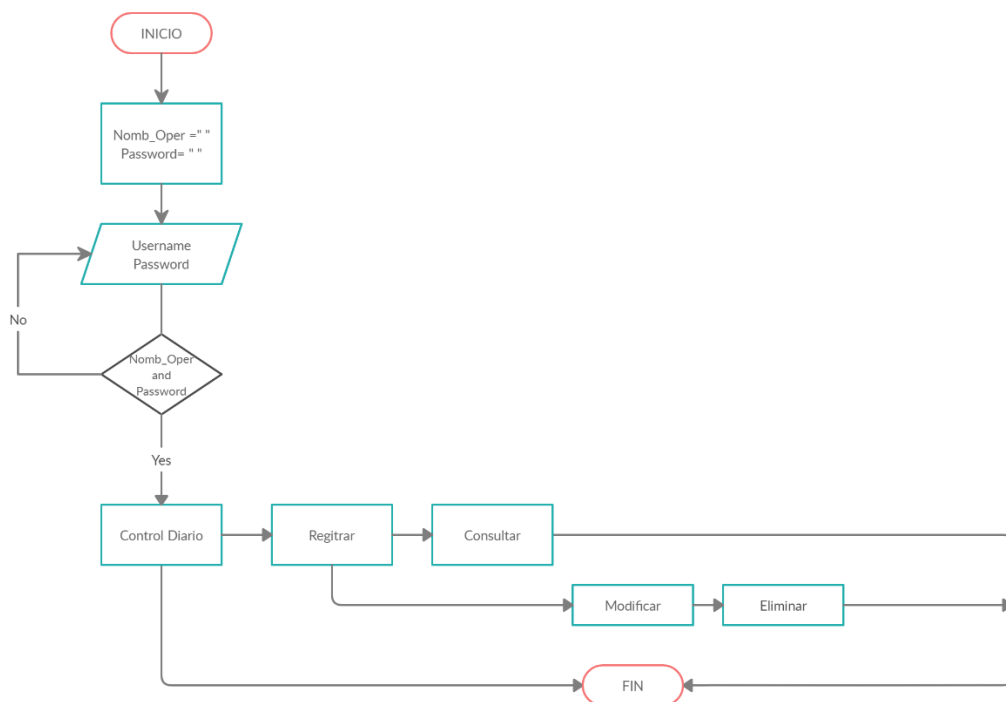 INICIO
Nomb_Oper =" "
Password= " "
Username
Password
No
Nomb_Oper
and
Password
Yes
Control Diario
Regitrar
Consultar
Modificar
Eliminar
FIN